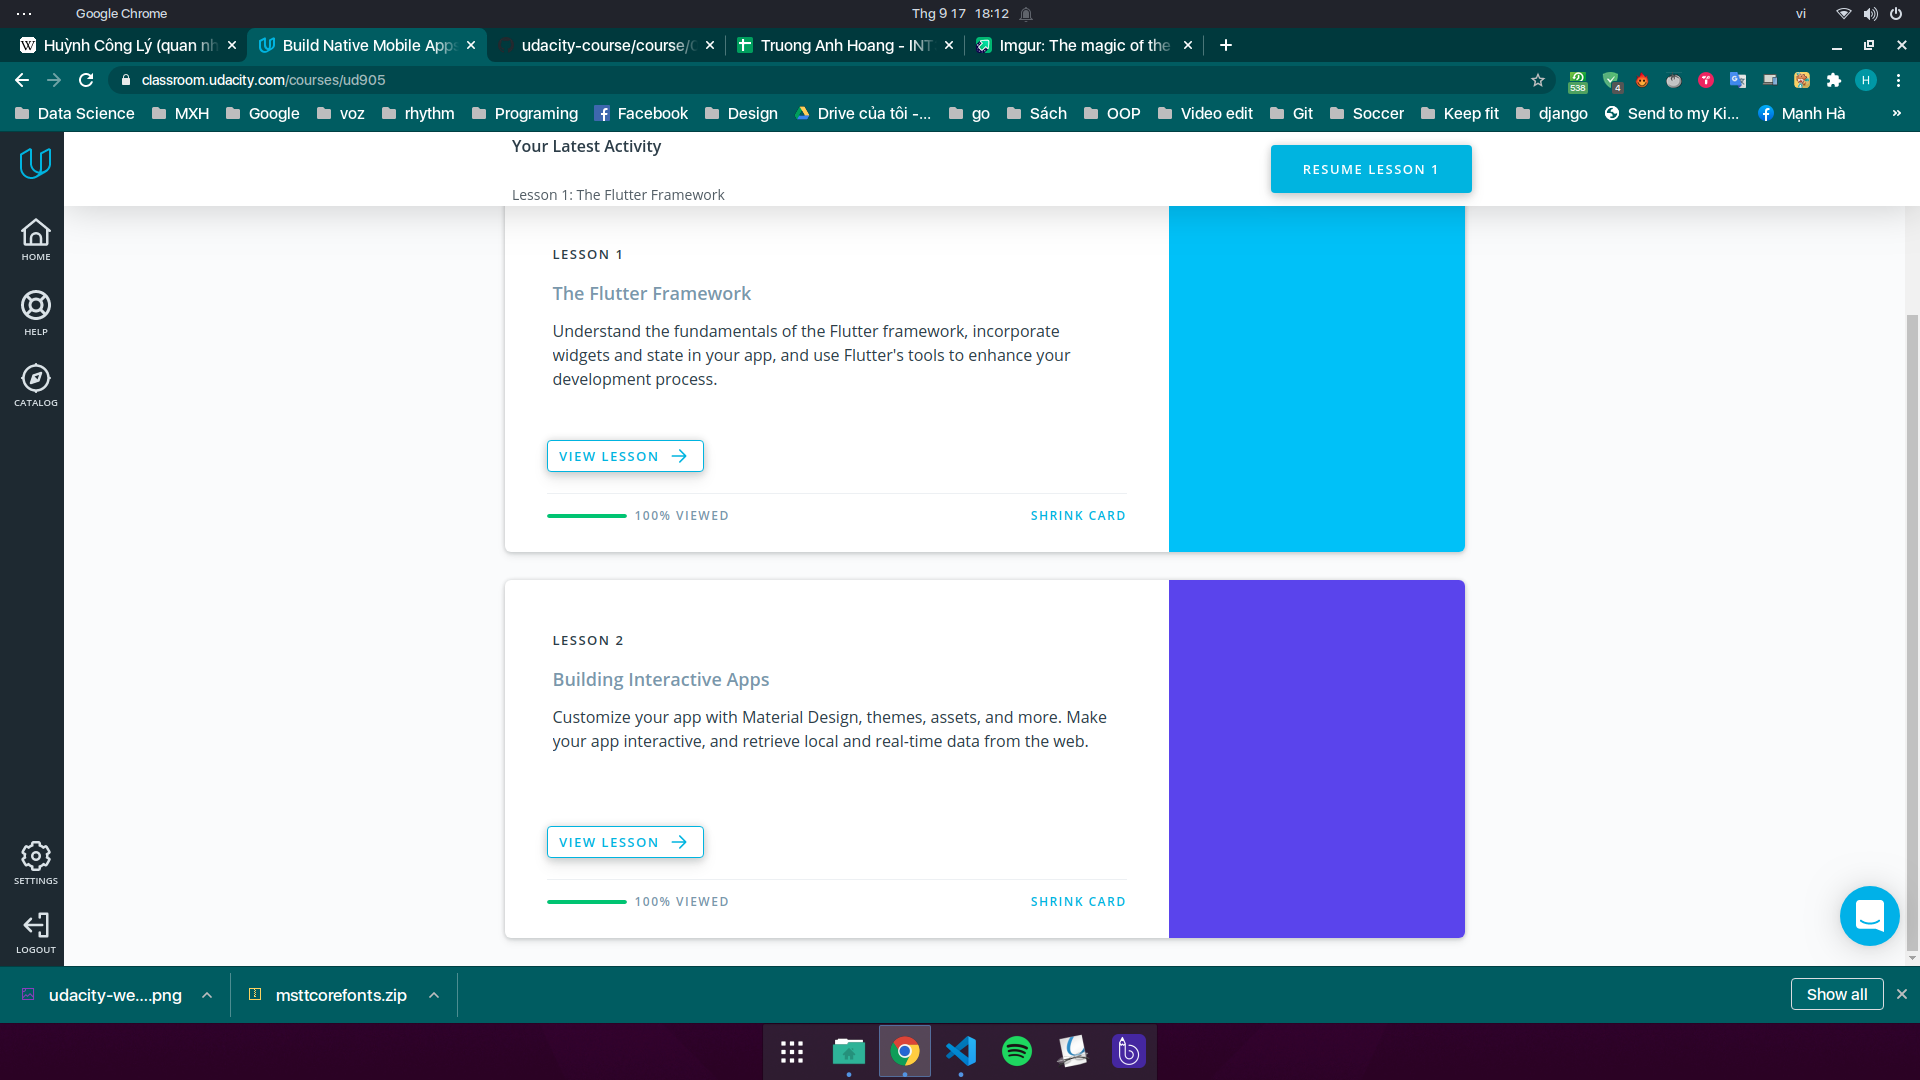 Google Chrome
Thg 9 17 18:12
vi
Huỳnh Công Lý (quan nh
Build Native Mobile Apps
udacity-course/course/
Truong Anh Hoang - INT
Imgur: The magic of the
classroom.udacity.com/courses/ud905
538
4
H
Data Science
MXH
Google
voz
rhythm
Programing
Facebook
Design
Drive của tôi -...
go
Sách
OOP
Video edit
Git
Soccer
Keep fit
django
Send to my Ki...
Mạnh Hà
»
Your Latest Activity
Lesson 1: The Flutter Framework
RESUME LESSON 1
HOME
HELP
CATALOG
SETTINGS
LOGOUT
LESSON 1
The Flutter Framework
Understand the fundamentals of the Flutter framework, incorporate
widgets and state in your app, and use Flutter's tools to enhance your
development process.
VIEW LESSON
100% VIEWED
SHRINK CARD
LESSON 2
Building Interactive Apps
Customize your app with Material Design, themes, assets, and more. Make
your app interactive, and retrieve local and real-time data from the web.
VIEW LESSON
100% VIEWED
SHRINK CARD
udacity-we....png
msttcorefonts.zip
Show all